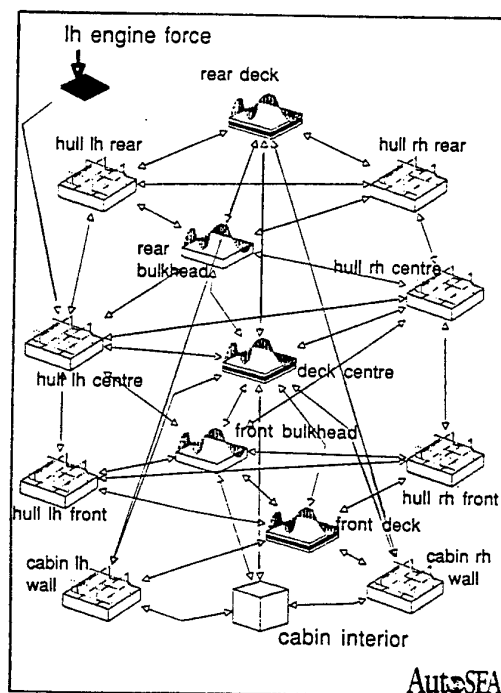 lh engine force
rear deck
hull lh rear
hull rh rear
rear
bulkhead
hull rh centre
hull lh centre
deck centre
front bulkhead
hull lh front
hull rh front
front deck
cabin lh
wall
cabin rh
wall
cabin interior
AutoSEA